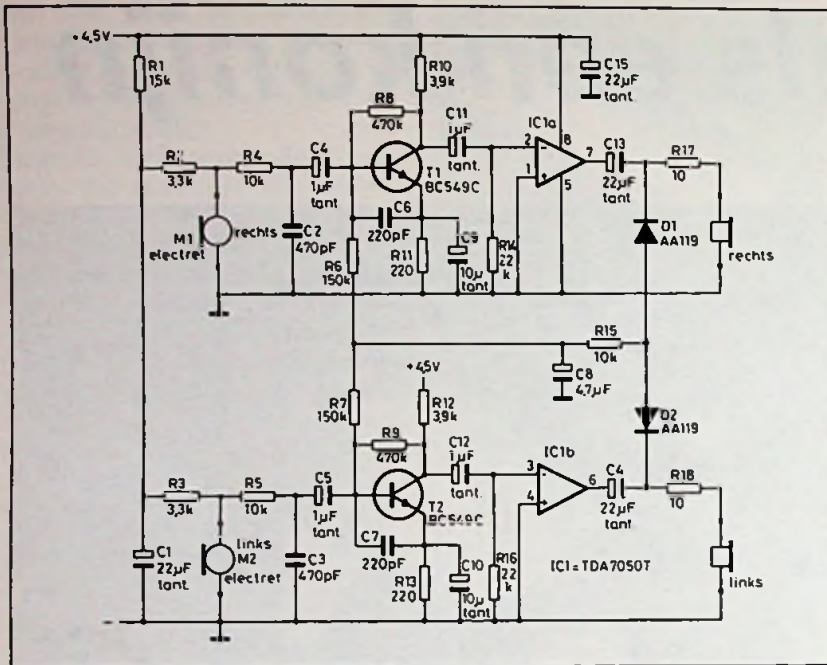 +4,5V
R1
15k
R10
3,9k
C15
22µF
tant.
R8
470k
C11
1µF
tant.
IC1a
8
2
1
7
5
C13
22µF
tant.
R17
10
3,3k
R4
10k
C4
1µF
tant
T1
BC549C
M1
electret
rechts
C2
470pF
C6
220pF
R6
150k
R11
220
C9
10µ
tant
R14
22
k
D1
AA119
rechts
R15
10k
+4,5V
C8
4,7µF
R7
150k
R12
3,9k
R9
470k
C12
1µF
tant.
D2
AA119
IC1b
3
4
6
C4
22µF
tant.
R18
10
R3
3,3k
R5
10k
C5
1µF
tant
T2
BC549C
C1
22µF
tant.
links
M2
electret
C3
470pF
C7
220pF
R13
220
C10
10µ
tant
R16
22
k
IC1=TDA7050T
links